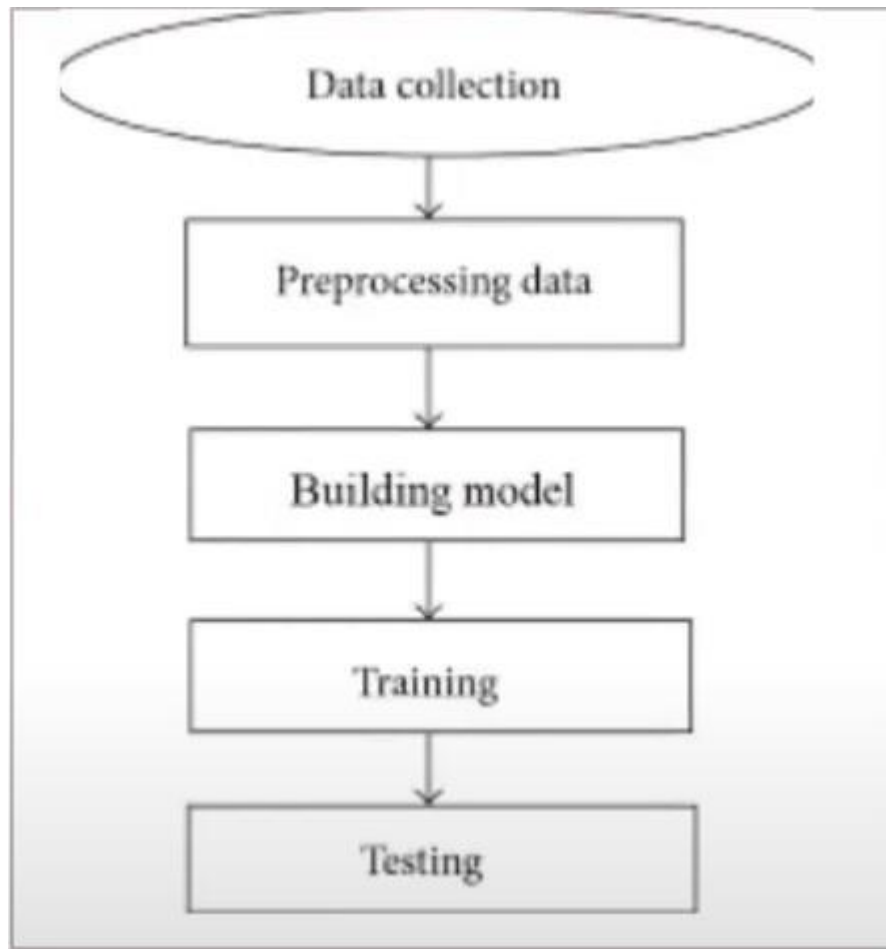 Data collection
Preprocessing data
Building model
Training
Testing